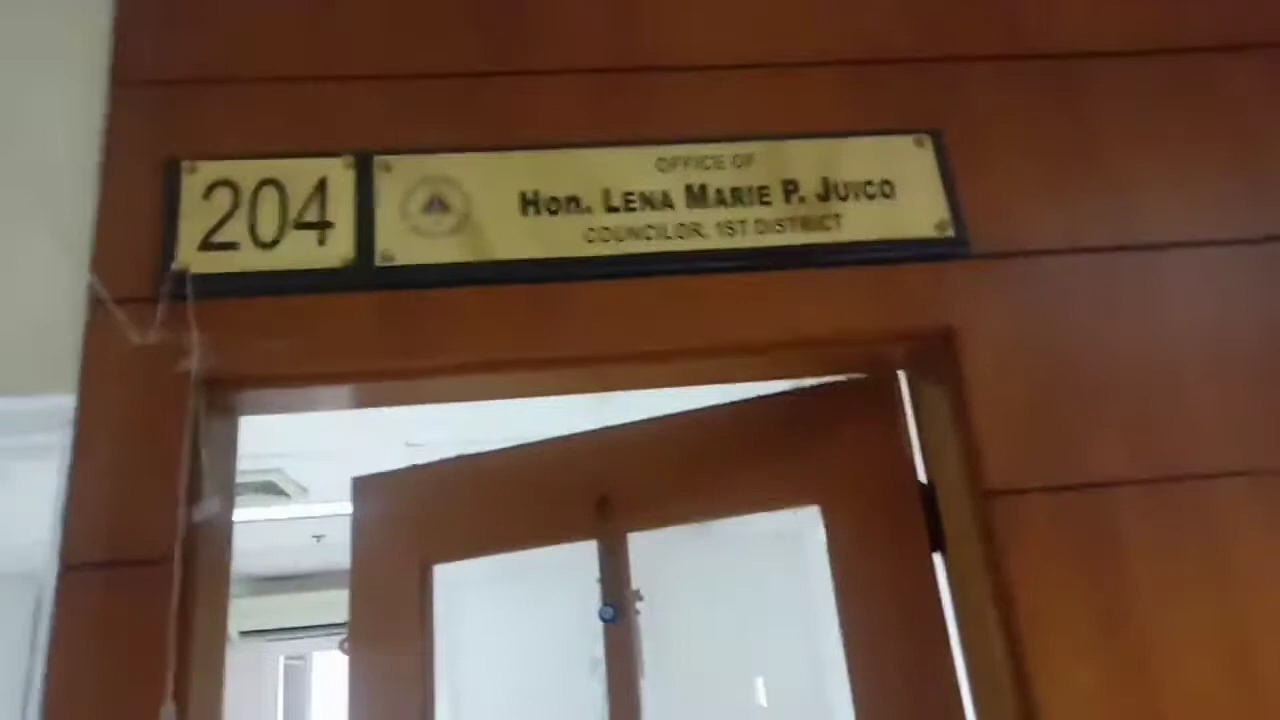 204
OFFICE OF
Hon. LENA MARIE P. JUICO
COUNCILOR, 1ST DISTRICT